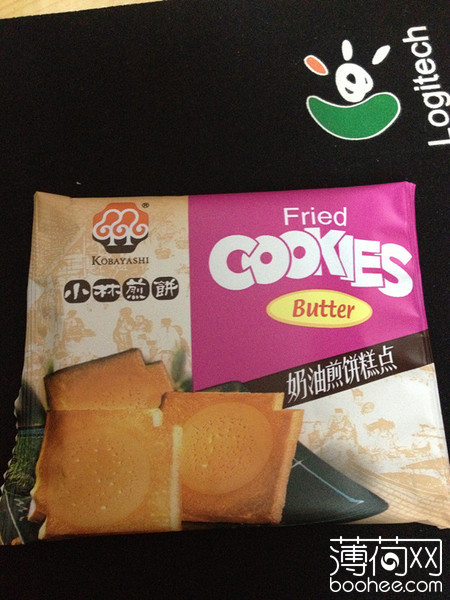 Logitech
Fried
COOKIES
Butter
®
KOBAYASHI
小林煎餅
奶油煎饼糕点
薄荷网
boohee.com